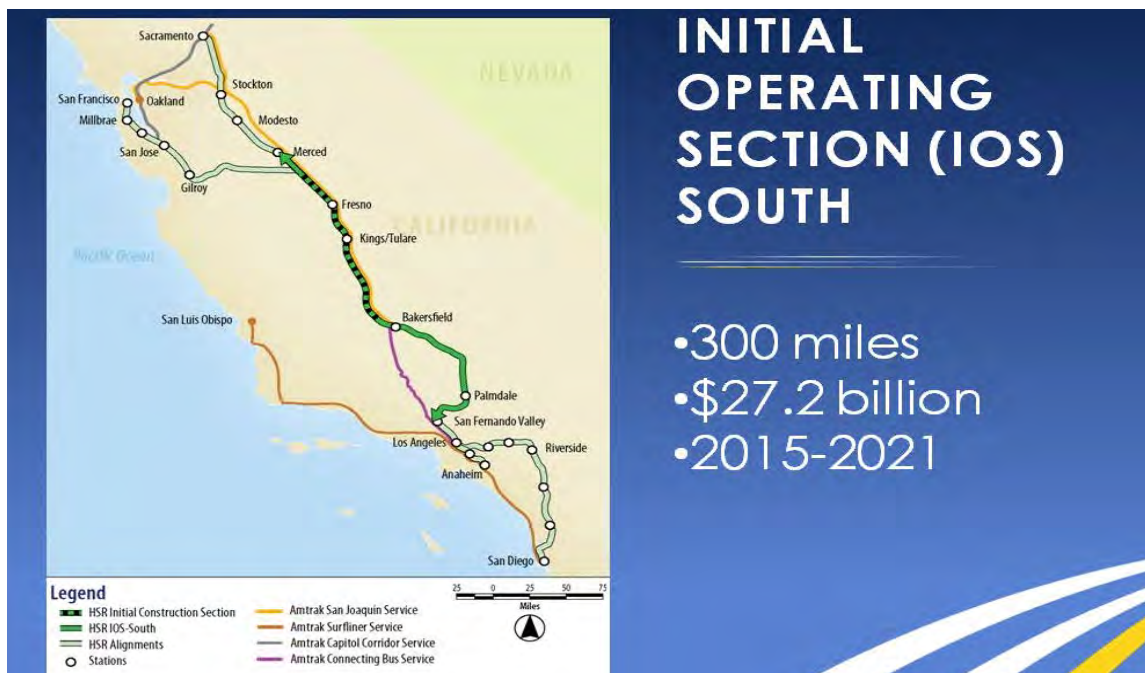 INITIAL
OPERATING
SECTION (IOS)
SOUTH
•300 miles
•$27.2 billion
•2015-2021
Sacramento
NEVADA
Stockton
San Francisco
Oakland
Millbrae
Modesto
San Jose
Merced
Gilroy
Fresno
CALIFORNIA
Kings/Tulare
Pacific Ocean
San Luis Obispo
Bakersfield
Palmdale
San Fernando Valley
Los Angeles
Riverside
Anaheim
San Diego
Legend
HSR Initial Construction Section
HSR IOS-South
HSR Alignments
Stations
Amtrak San Joaquin Service
Amtrak Surfliner Service
Amtrak Capitol Corridor Service
Amtrak Connecting Bus Service
25 0 25 50 75
Miles